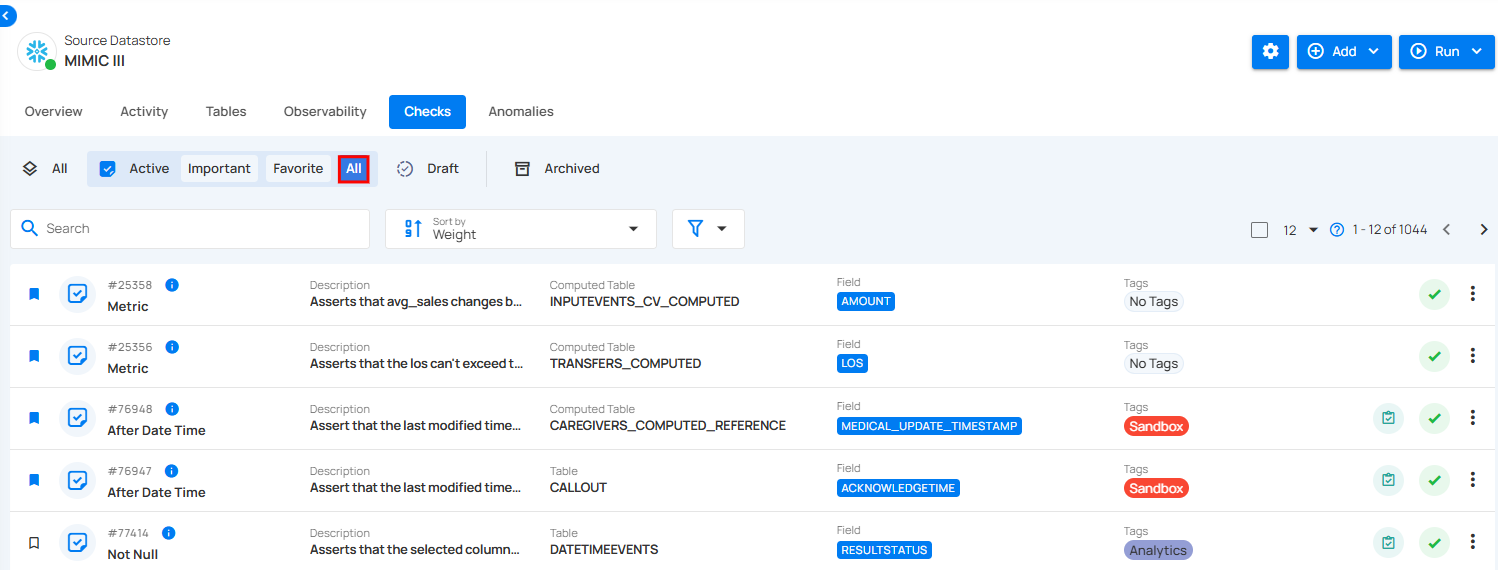 Source Datastore
MIMIC III
Add
Run
Overview Activity Tables Observability Checks Anomalies
All Active Important Favorite All Draft Archived
Search
Sort by
Weight
12 1 - 12 of 1044
#25358 Description Computed Table Field Tags
Metric Asserts that avg_sales changes b... INPUTEVENTS_CV_COMPUTED AMOUNT No Tags
#25356 Description Computed Table Field Tags
Metric Asserts that the los can't exceed t... TRANSFERS_COMPUTED LOS No Tags
#76948 Description Computed Table Field Tags
After Date Time Assert that the last modified time... CAREGIVERS_COMPUTED_REFERENCE MEDICAL_UPDATE_TIMESTAMP Sandbox
#76947 Description Table Field Tags
After Date Time Assert that the last modified time... CALLOUT ACKNOWLEDGETIME Sandbox
#77414 Description Table Field Tags
Not Null Asserts that the selected column... DATETIMEEVENTS RESULTSTATUS Analytics